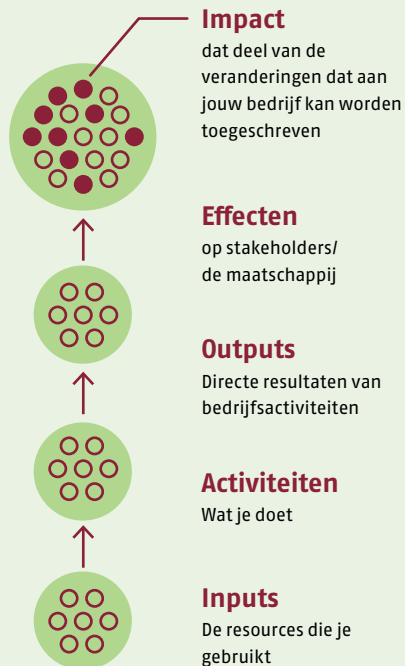 Impact
dat deel van de
veranderingen dat aan
jouw bedrijf kan worden
toegeschreven
Effecten
op stakeholders/
de maatschappij
Outputs
Directe resultaten van
bedrijfsactiviteiten
Activiteiten
Wat je doet
Inputs
De resources die je
gebruikt